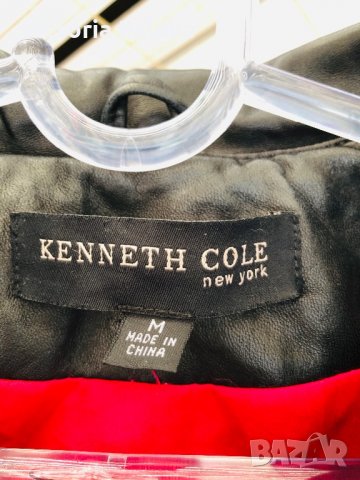 KENNETH COLE
new york
M
MADE IN
CHINA
BAZAR